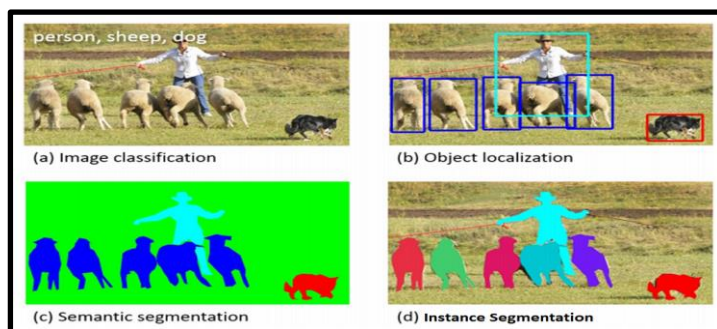 person, sheep, dog
(a) Image classification
(b) Object localization
(c) Semantic segmentation
(d) Instance Segmentation